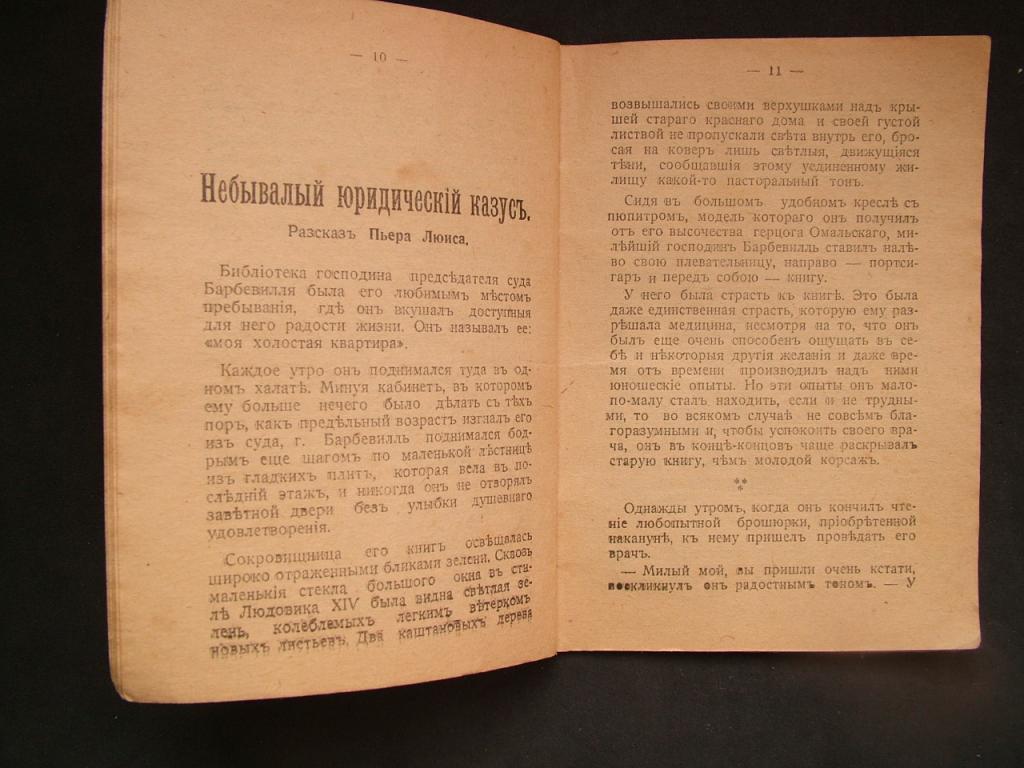 — 10 —
Небывалый юридическій казусъ.
Разсказъ Пьера Люиса.
Библіотека господина предсѣдателя суда
Барбевилля была его любимымъ мѣстомъ
пребыванія, гдѣ онъ вкушалъ доступныя
для него радости жизни. Онъ называлъ ее:
«моя холостая квартира».
Каждое утро онъ поднимался туда въ од-
номъ халатѣ. Минуя кабинетъ, въ которомъ
ему больше нечего было дѣлать съ тѣхъ
поръ, какъ предѣльный возрастъ изгналъ его
изъ суда, г. Барбевилль поднимался бод-
рымъ еще шагомъ по маленькой лѣстницѣ
изъ гладкихъ плитъ, которая вела въ по-
слѣдній этажъ, и никогда онъ не отворялъ
завѣтной двери безъ улыбки душевнаго
удовлетворенія.
Сокровищница его книгъ освѣщалась
широко отраженными бликами зелени. Сквозь
маленькія стекла большого окна въ сти-
лѣ Людовика XIV была видна свѣтлая зе-
лень, колеблемыхъ легкимъ вѣтеркомъ
новыхъ листьевъ. Два каштановыхъ дерева
— 11 —
возвышались своими верхушками надъ кры-
шей стараго краснаго дома и своей густой
листвой не пропускали свѣта внутрь его, бро-
сая на коверъ лишь свѣтлыя, движущіяся
тѣни, сообщавшія этому уединенному жи-
лищу какой-то пасторальный тонъ.
Сидя въ большомъ удобномъ креслѣ съ
пюпитромъ, модель котораго онъ получилъ
отъ его высочества герцога Омальскаго, ми-
лѣйшій господинъ Барбевилль ставилъ налѣ-
во свою плевательницу, направо — портси-
гаръ и передъ собою — книгу.
У него была страсть къ книгѣ. Это была
даже единственная страсть, которую ему раз-
рѣшала медицина, несмотря на то, что онъ
былъ еще очень способенъ ощущать въ се-
бѣ и нѣкоторыя другія желанія и даже вре-
мя отъ времени производилъ надъ ними
юношескіе опыты. Но эти опыты онъ мало-
по-малу сталъ находить, если и не трудны-
ми, то во всякомъ случаѣ не совсѣмъ бла-
горазумными и, чтобы успокоить своего вра-
ча, онъ въ концѣ-концовъ чаще раскрывалъ
старую книгу, чѣмъ молодой корсажъ.
***
Однажды утромъ, когда онъ кончилъ чте-
ніе любопытной брошюрки, пріобрѣтенной
наканунѣ, къ нему пришелъ провѣдать его
врачъ.
— Милый мой, вы пришли очень кстати,
воскликнулъ онъ радостнымъ тономъ. — У